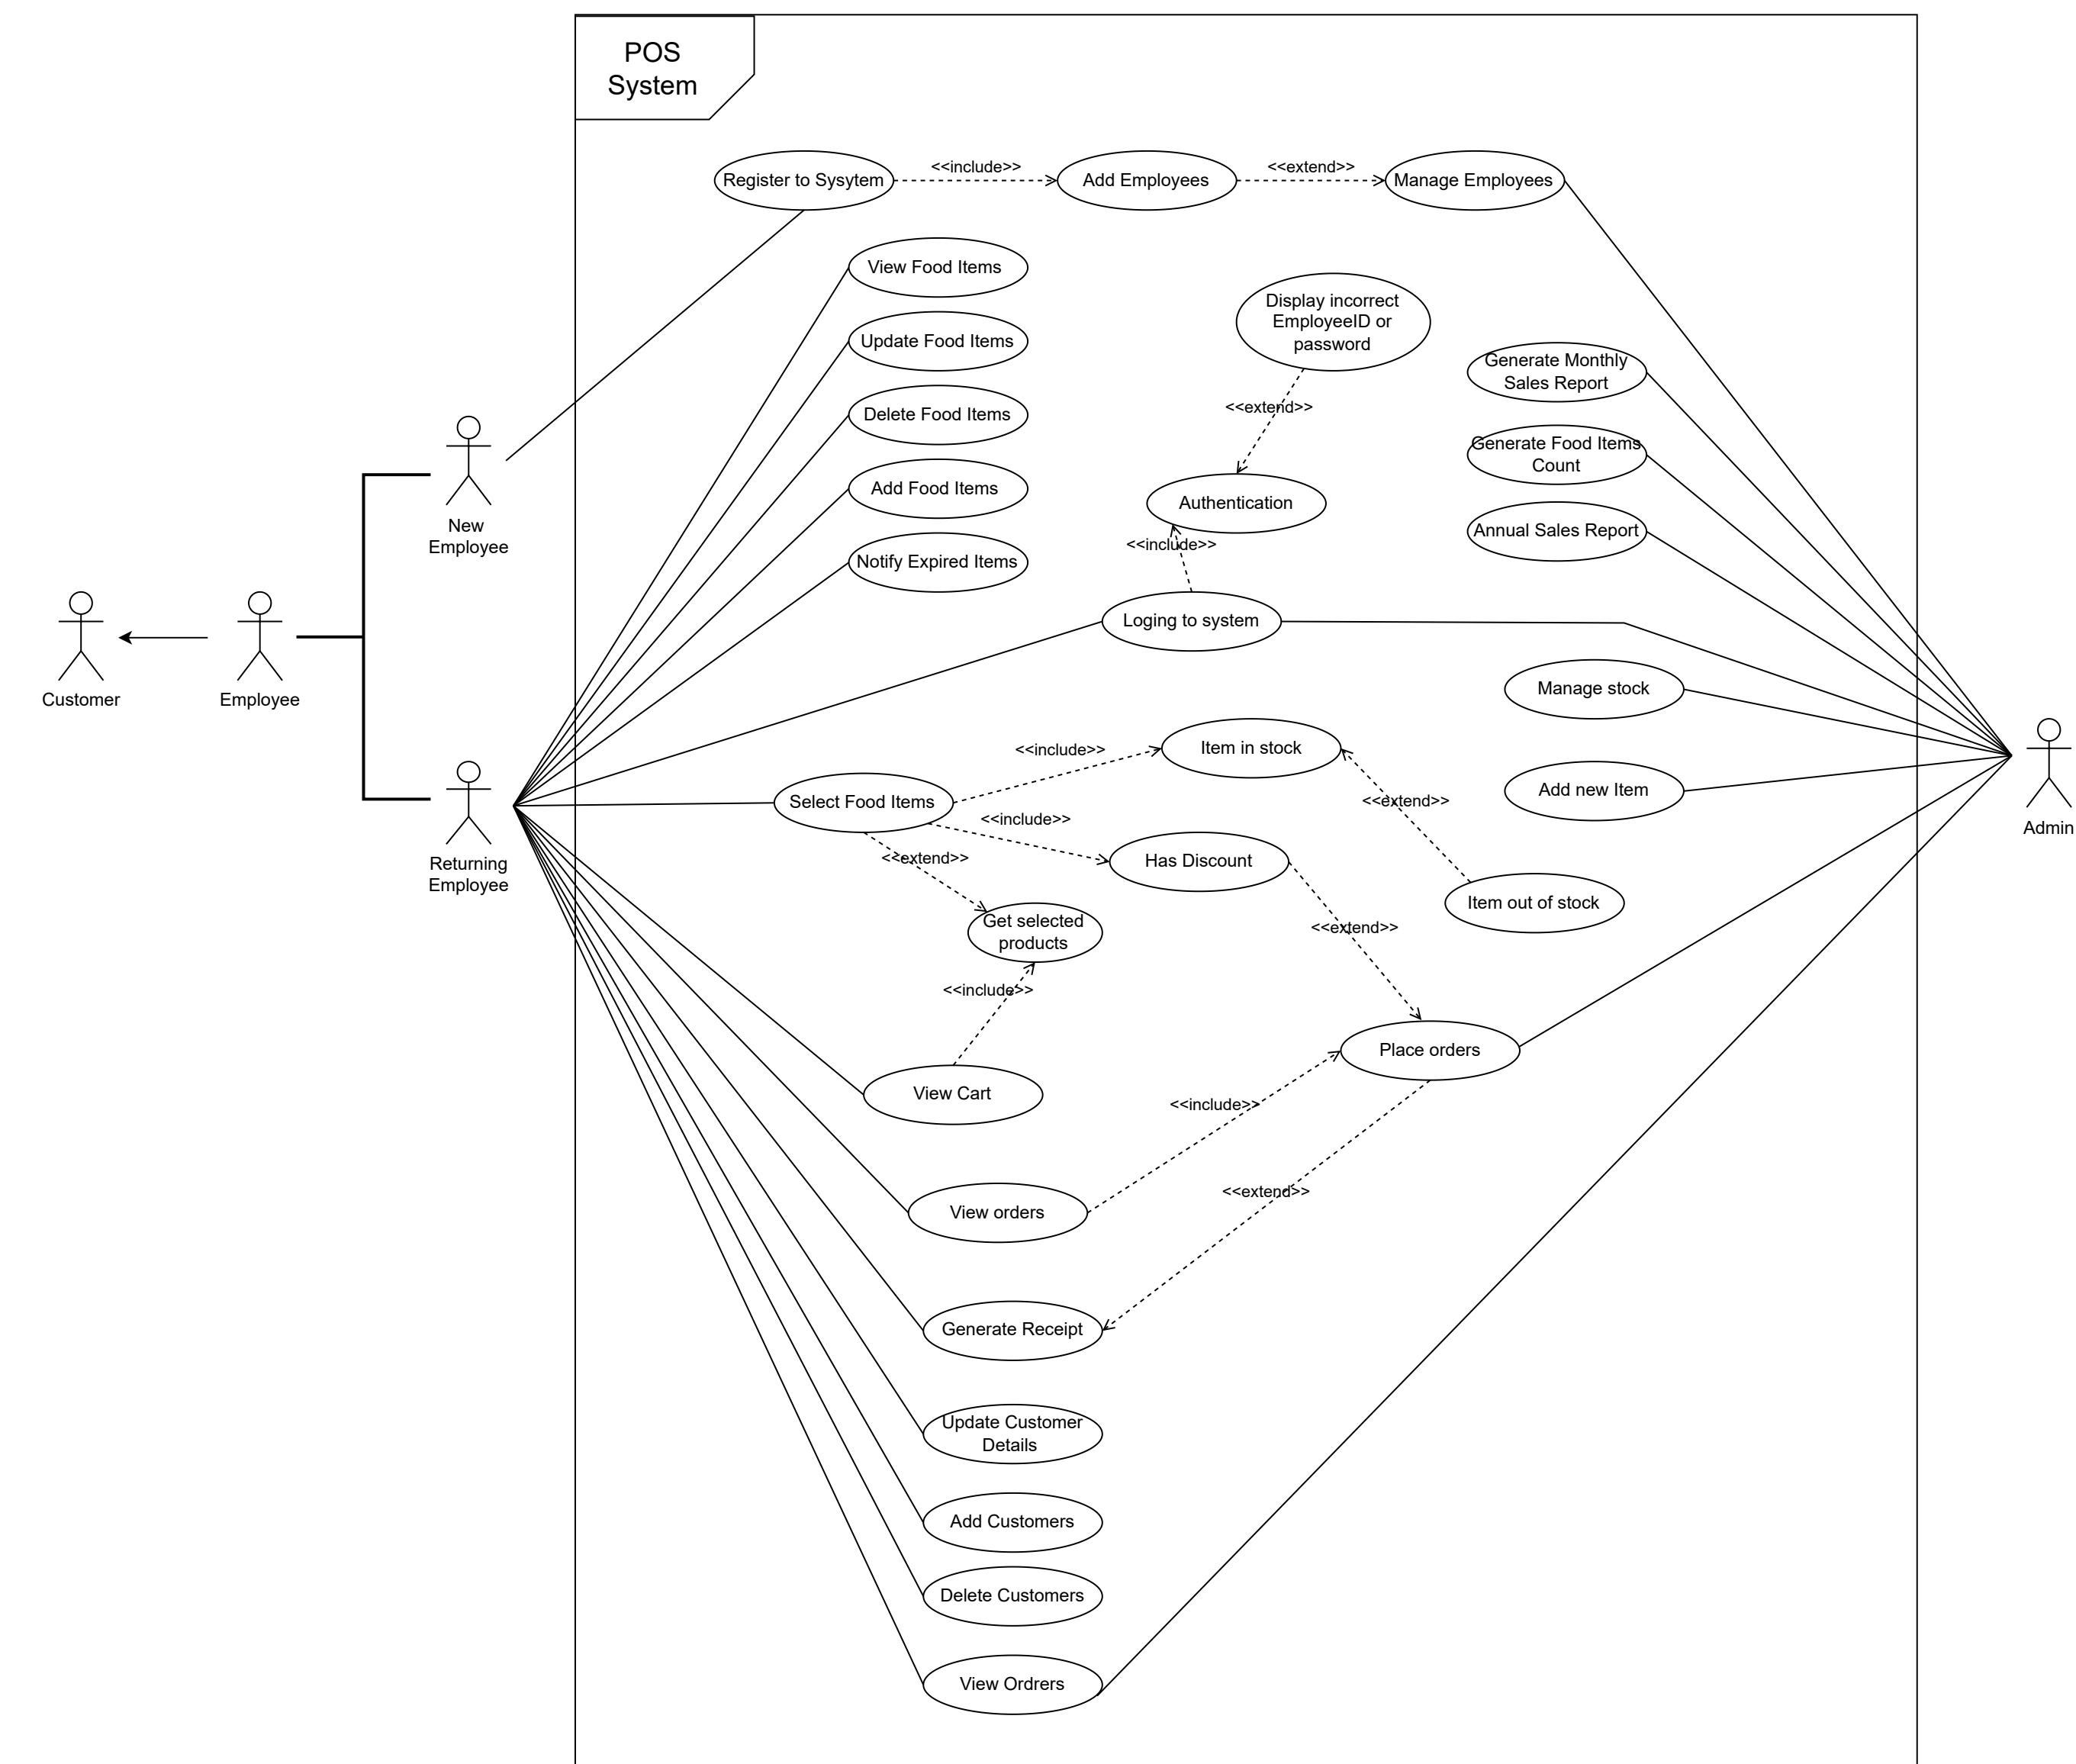 POS
System
Register to Sysytem
<<include>>
Add Employees
<<extend>>
Manage Employees
View Food Items
Display incorrect
EmployeeID or
password
Update Food Items
Generate Monthly
Sales Report
Delete Food Items
<<extend>>
Generate Food Items
Count
Add Food Items
Authentication
New
Employee
Annual Sales Report
<<include>>
Notify Expired Items
Loging to system
Customer
Employee
Manage stock
<<include>>
Item in stock
Select Food Items
<<extend>>
Add new Item
Admin
<<include>>
Returning
Employee
<<extend>>
Has Discount
Item out of stock
Get selected
products
<<extend>>
<<include>>
Place orders
View Cart
<<include>>
<<extend>>
View orders
Generate Receipt
Update Customer
Details
Add Customers
Delete Customers
View Ordrers